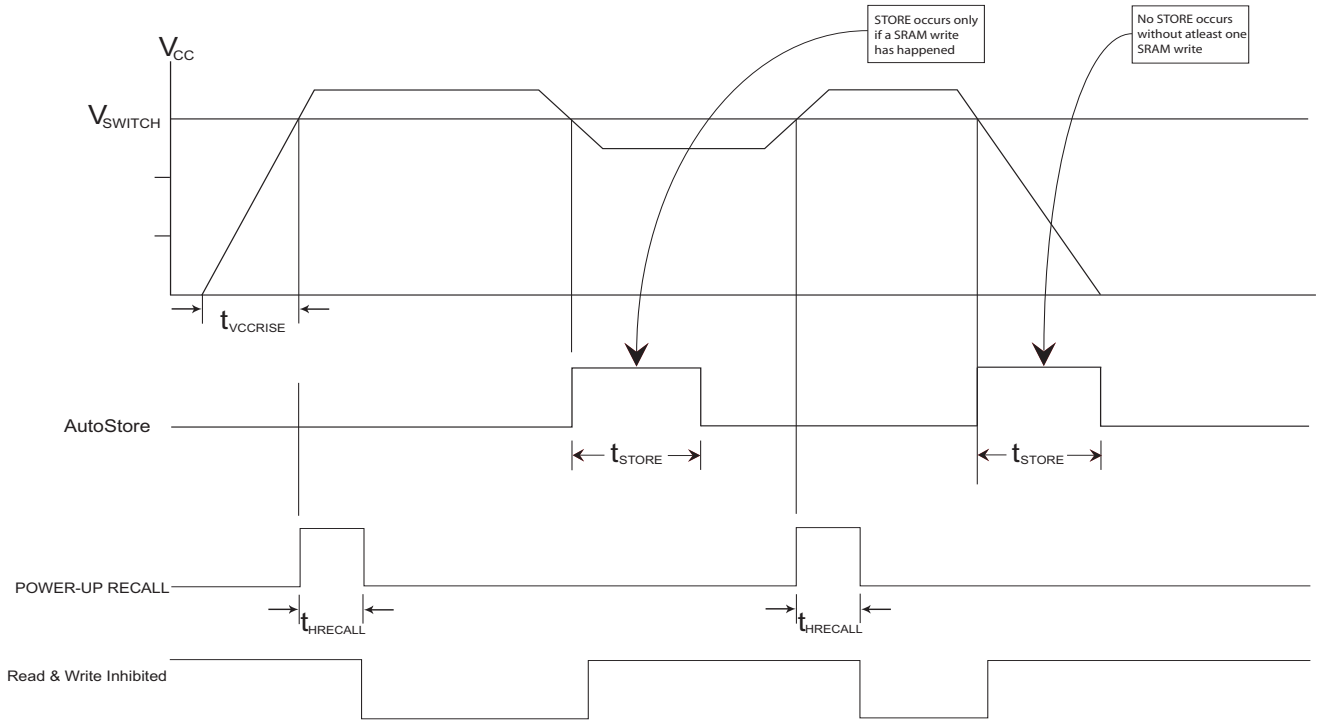 STORE occurs only
if a SRAM write
has happened
No STORE occurs
without atleast one
SRAM write
VCC
VSWITCH
tVCCRISE
AutoStore
tSTORE
tSTORE
POWER-UP RECALL
tHRECALL
tHRECALL
Read & Write Inhibited